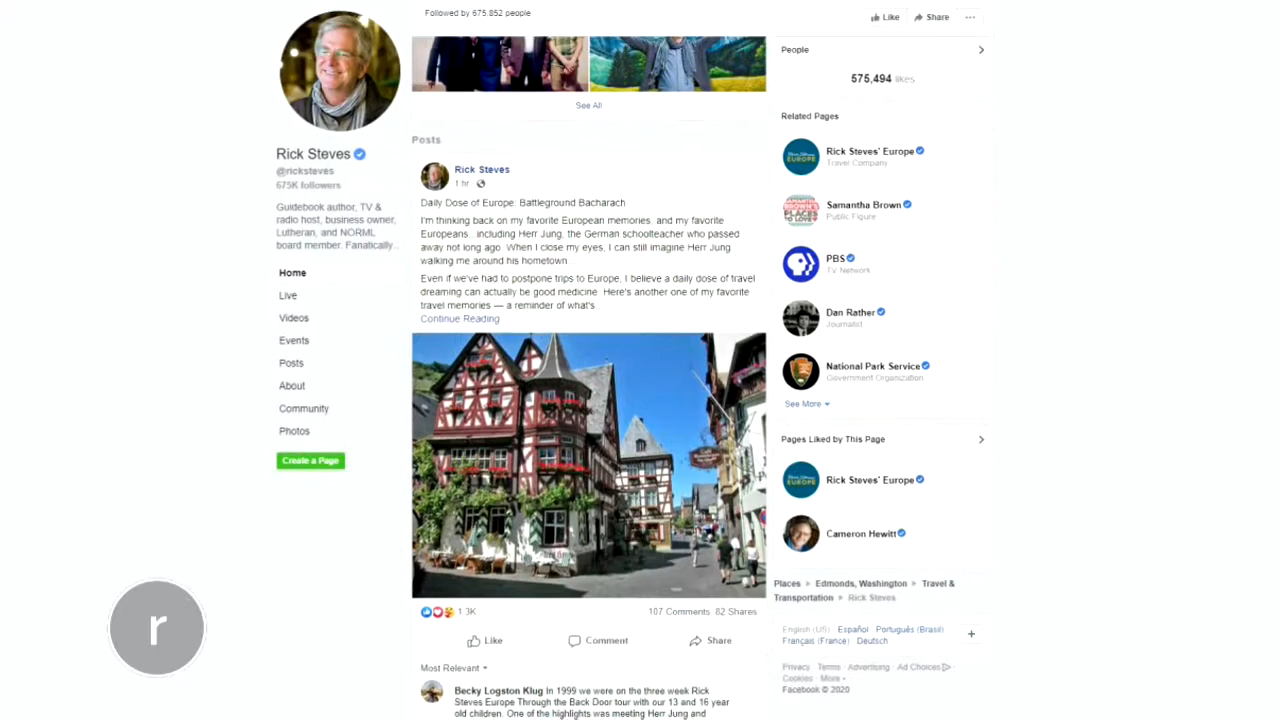 Followed by 675,852 people
Like
Share
See All
Rick Steves
@ricksteves
675K followers
Guidebook author, TV &
radio host, business owner,
Lutheran, and NORML
board member. Fanatically...
Home
Live
Videos
Events
Posts
About
Community
Photos
Create a Page
r
Posts
Rick Steves
1 hr
Daily Dose of Europe: Battleground Bacharach
I'm thinking back on my favorite European memories, and my favorite
Europeans, including Herr Jung, the German schoolteacher who passed
away not long ago. When I close my eyes, I can still imagine Herr Jung
walking me around his hometown.
Even if we've had to postpone trips to Europe, I believe a daily dose of travel
dreaming can actually be good medicine. Here's another one of my favorite
travel memories — a reminder of what's
Continue Reading
1.3K
107 Comments 82 Shares
Like
Comment
Share
Most Relevant
Becky Logston Klug In 1999 we were on the three week Rick
Steves Europe Through the Back Door tour with our 13 and 16 year
old children. One of the highlights was meeting Herr Jung and
People
575,494 likes
Related Pages
Rick Steves' Europe
Travel Company
Samantha Brown
Public Figure
PBS
TV Network
Dan Rather
Journalist
National Park Service
Government Organization
See More
Pages Liked by This Page
Rick Steves' Europe
Cameron Hewitt
Places Edmonds, Washington Travel &
Transportation Rick Steves
English (US) Español Português (Brasil)
Français (France) Deutsch
Privacy · Terms · Advertising · Ad Choices ·
Cookies · More
Facebook © 2020